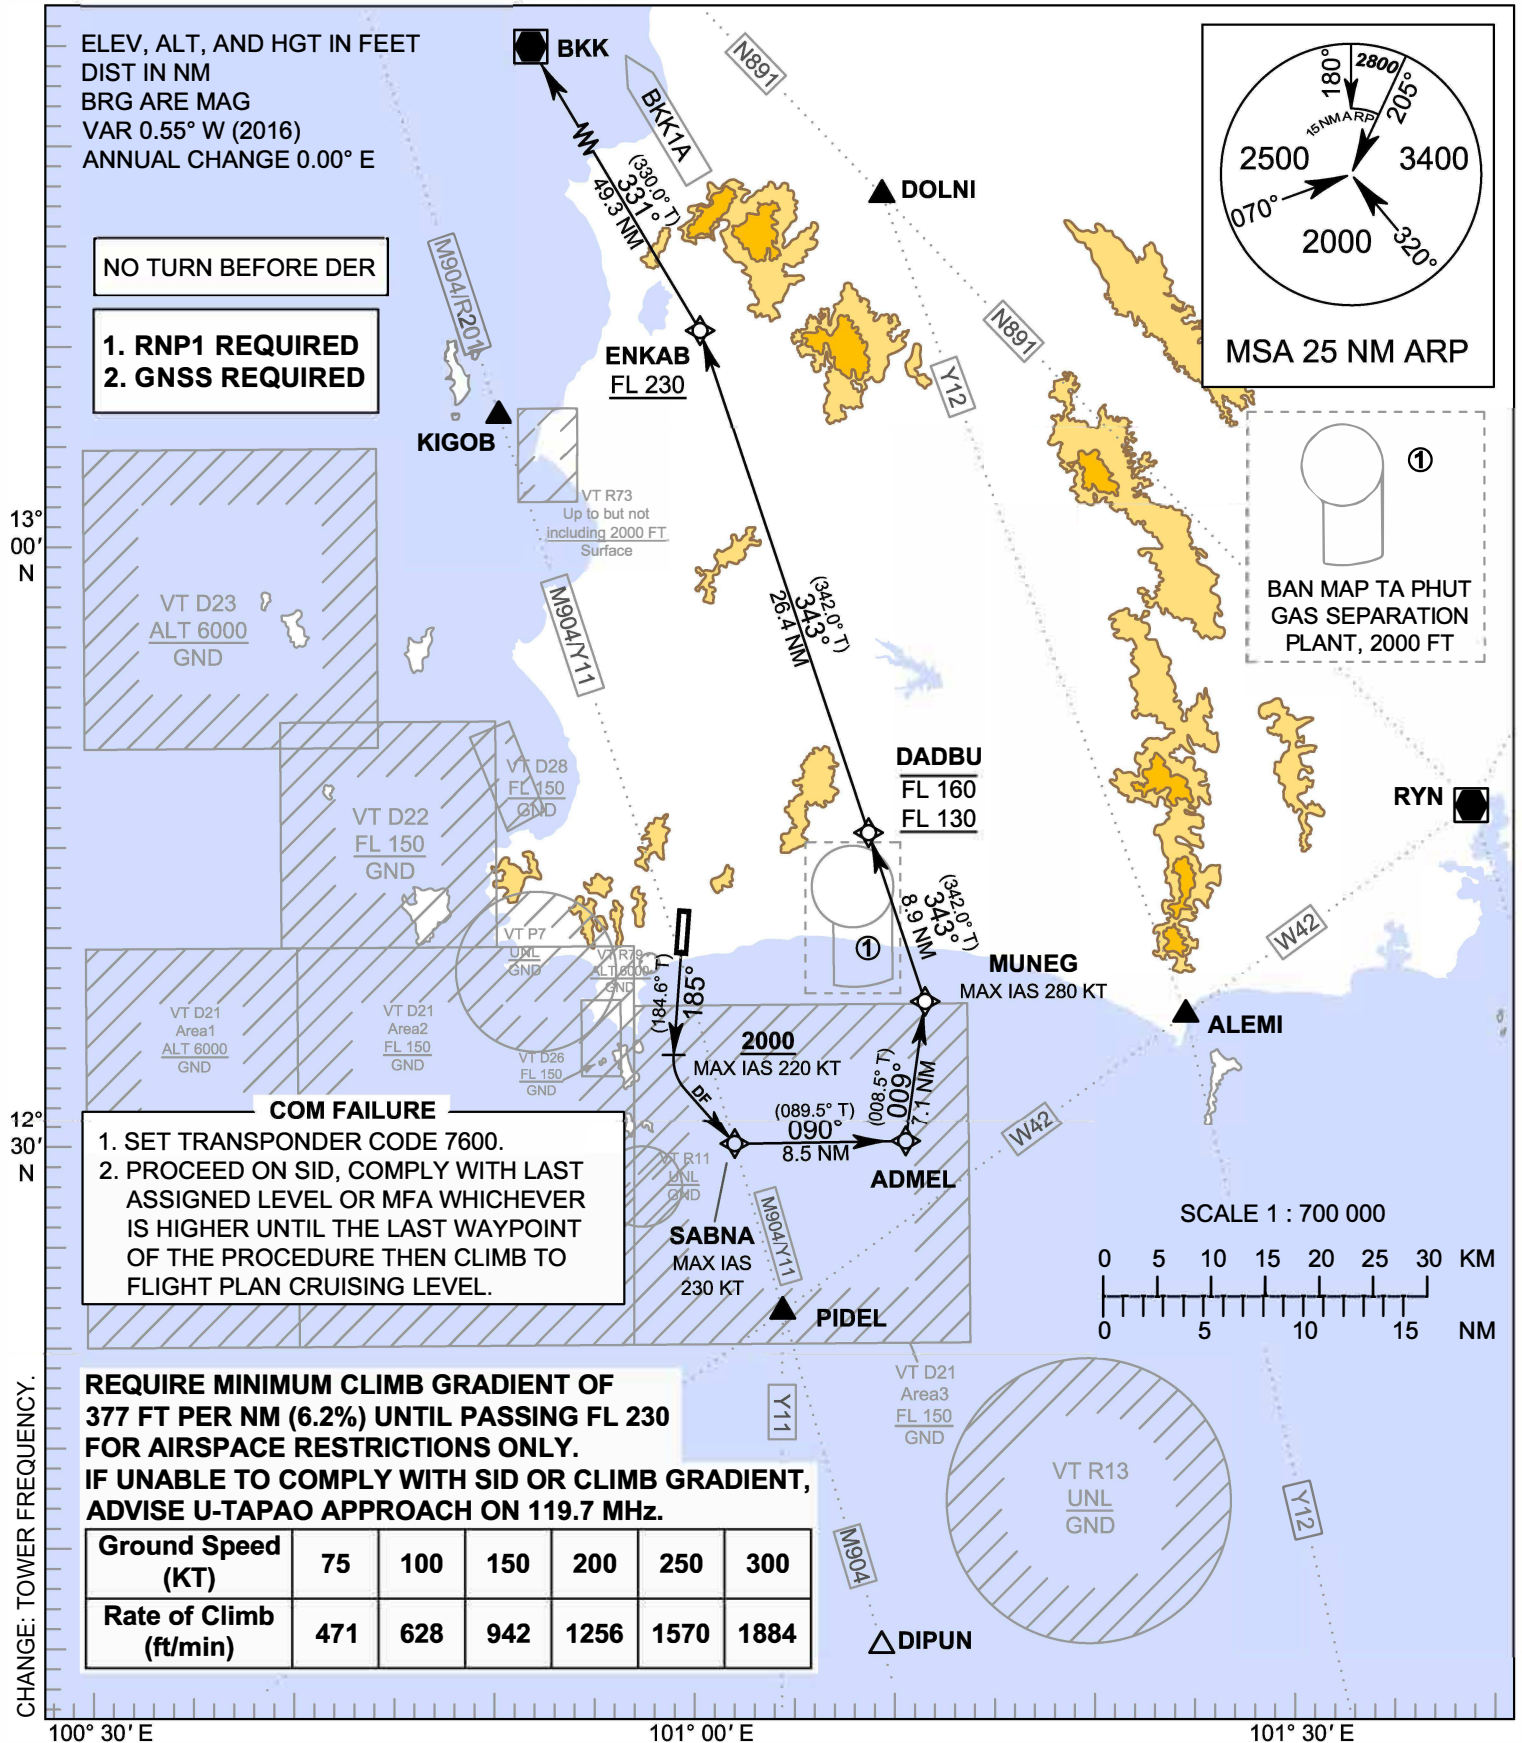 ELEV, ALT, AND HGT IN FEET
DIST IN NM
BRG ARE MAG
VAR 0.55° W (2016)
ANNUAL CHANGE 0.00° E
NO TURN BEFORE DER
1. RNP1 REQUIRED
2. GNSS REQUIRED
BKK
BKK1A
N891
(330.0° T)
331°
49.3 NM
DOLNI
180°
2800
205°
15NM ARP
2500
3400
070°
2000
320°
MSA 25 NM ARP
M904/R201
ENKAB
FL 230
KIGOB
N891
Y12
VT R73
Up to but not
including 2000 FT
Surface
①
BAN MAP TA PHUT
GAS SEPARATION
PLANT, 2000 FT
13°
00′
N
VT D23
ALT 6000
GND
M904/Y11
(342.0° T)
343°
26.4 NM
VT D28
FL 150
GND
VT D22
FL 150
GND
DADBU
FL 160
FL 130
RYN
(342.0° T)
343°
8.9 NM
①
W42
VT P7
UNL
GND
VT R79
ALT 6000
GND
MUNEG
MAX IAS 280 KT
ALEMI
VT D21
Area1
ALT 6000
GND
VT D21
Area2
FL 150
GND
VT D26
FL 150
GND
(184.6° T)
185°
2000
MAX IAS 220 KT
DF
(089.5° T)
090°
8.5 NM
(008.5° T)
009°
7.1 NM
ADMEL
W42
12°
30′
N
COM FAILURE
1. SET TRANSPONDER CODE 7600.
2. PROCEED ON SID, COMPLY WITH LAST
ASSIGNED LEVEL OR MFA WHICHEVER
IS HIGHER UNTIL THE LAST WAYPOINT
OF THE PROCEDURE THEN CLIMB TO
FLIGHT PLAN CRUISING LEVEL.
VT R11
UNL
GND
SABNA
MAX IAS
230 KT
M904/Y11
PIDEL
SCALE 1 : 700 000
0 5 10 15 20 25 30 KM
0 5 10 15 NM
REQUIRE MINIMUM CLIMB GRADIENT OF
377 FT PER NM (6.2%) UNTIL PASSING FL 230
FOR AIRSPACE RESTRICTIONS ONLY.
IF UNABLE TO COMPLY WITH SID OR CLIMB GRADIENT,
ADVISE U-TAPAO APPROACH ON 119.7 MHz.
Ground Speed
(KT) 75 100 150 200 250 300
Rate of Climb
(ft/min) 471 628 942 1256 1570 1884
Y11
VT D21
Area3
FL 150
GND
VT R13
UNL
GND
Y12
M904
DIPUN
CHANGE: TOWER FREQUENCY.
100° 30′ E
101° 00′ E
101° 30′ E